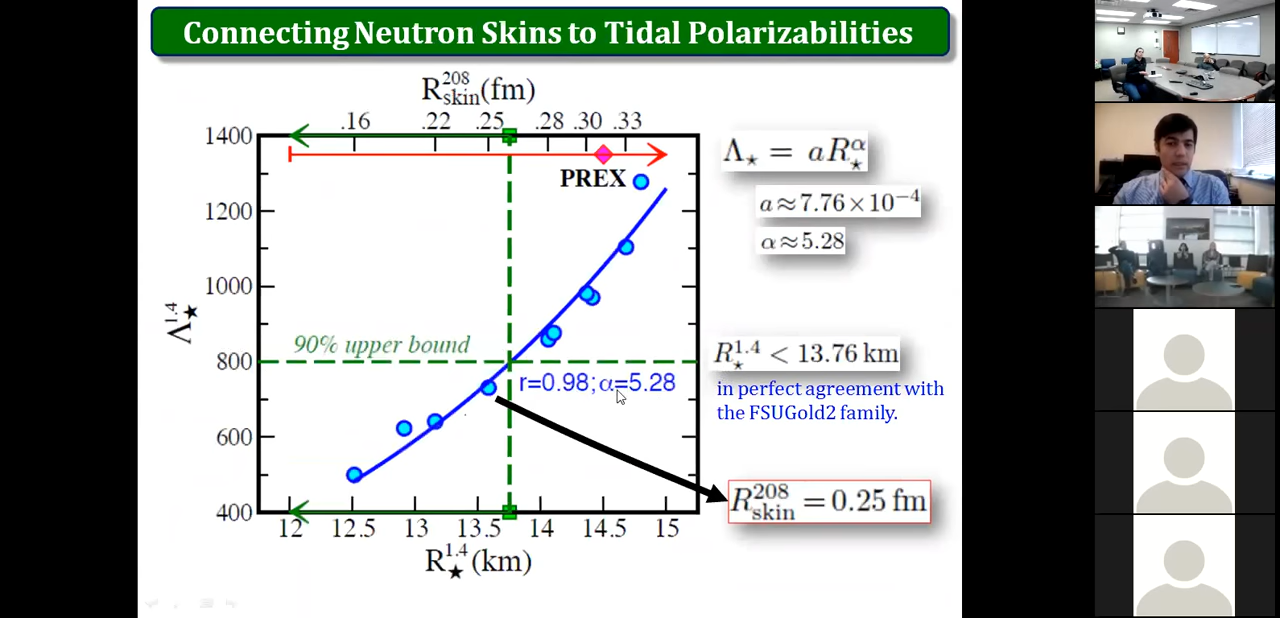 Connecting Neutron Skins to Tidal Polarizabilities
R²⁰⁸skin(fm)
.16 .22 .25 .28 .30 .33
1400
1200
1000
800
600
400
Λ★¹·⁴
PREX
90% upper bound
r=0.98;α=5.28
12 12.5 13 13.5 14 14.5 15
R★¹·⁴(km)
Λ⋆ = aR⋆^α
a≈7.76×10⁻⁴
α≈5.28
R⋆¹·⁴ < 13.76 km
in perfect agreement with
the FSUGold2 family.
R²⁰⁸skin = 0.25 fm